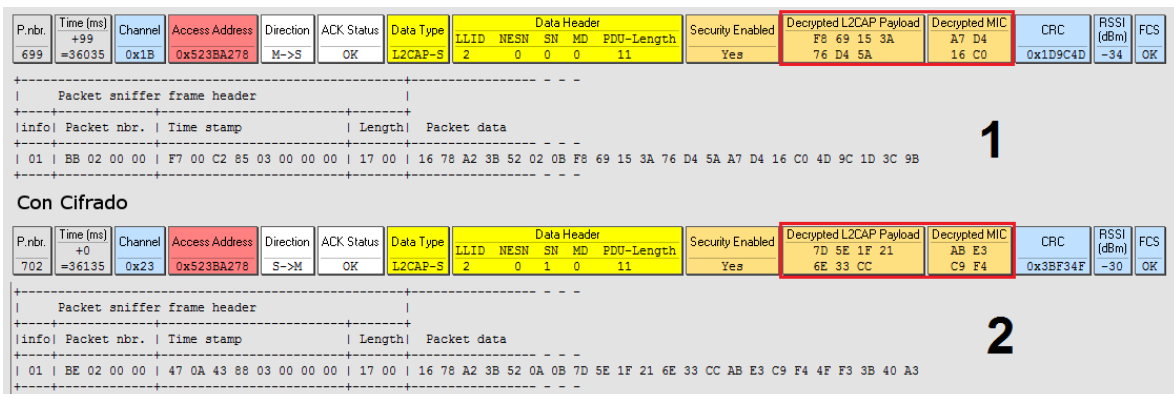 P.nbr. Time (ms) Channel Access Address Direction ACK Status Data Type Data Header Security Enabled Decrypted L2CAP Payload Decrypted MIC CRC RSSI (dBm) FCS
+99 LLID NESN SN MD PDU-Length F8 69 15 3A A7 D4
699 =36035 0x1B 0x523BA278 M->S OK L2CAP-S 2 0 0 0 11 Yes 76 D4 5A 16 C0 0x1D9C4D -34 OK
Packet sniffer frame header
|info| Packet nbr. | Time stamp | Length| Packet data
| 01 | BB 02 00 00 | F7 00 C2 85 03 00 00 00 | 17 00 | 16 78 A2 3B 52 02 0B F8 69 15 3A 76 D4 5A A7 D4 16 C0 4D 9C 1D 3C 9B
1
Con Cifrado
P.nbr. Time (ms) Channel Access Address Direction ACK Status Data Type Data Header Security Enabled Decrypted L2CAP Payload Decrypted MIC CRC RSSI (dBm) FCS
+0 LLID NESN SN MD PDU-Length 7D 5E 1F 21 AB E3
702 =36135 0x23 0x523BA278 S->M OK L2CAP-S 2 0 1 0 11 Yes 6E 33 CC C9 F4 0x3BF34F -30 OK
Packet sniffer frame header
|info| Packet nbr. | Time stamp | Length| Packet data
| 01 | BE 02 00 00 | 47 0A 43 88 03 00 00 00 | 17 00 | 16 78 A2 3B 52 0A 0B 7D 5E 1F 21 6E 33 CC AB E3 C9 F4 4F F3 3B 40 A3
2